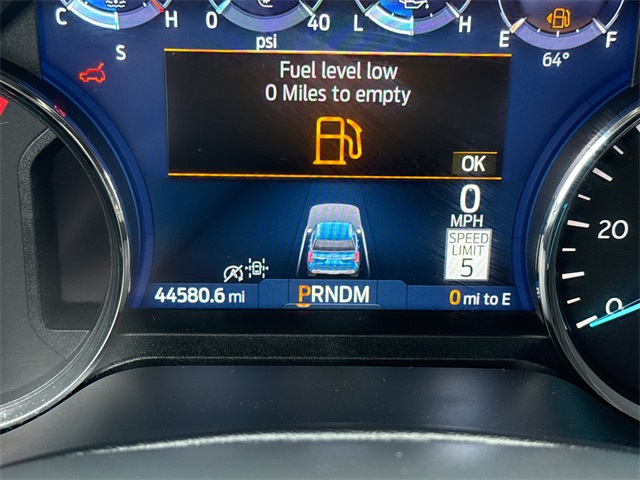 C H 0 40 L H E F
S psi 64°
Fuel level low
0 Miles to empty
OK
0
MPH
SPEED
LIMIT
5
20
0
44580.6 mi PRNDM 0 mi to E